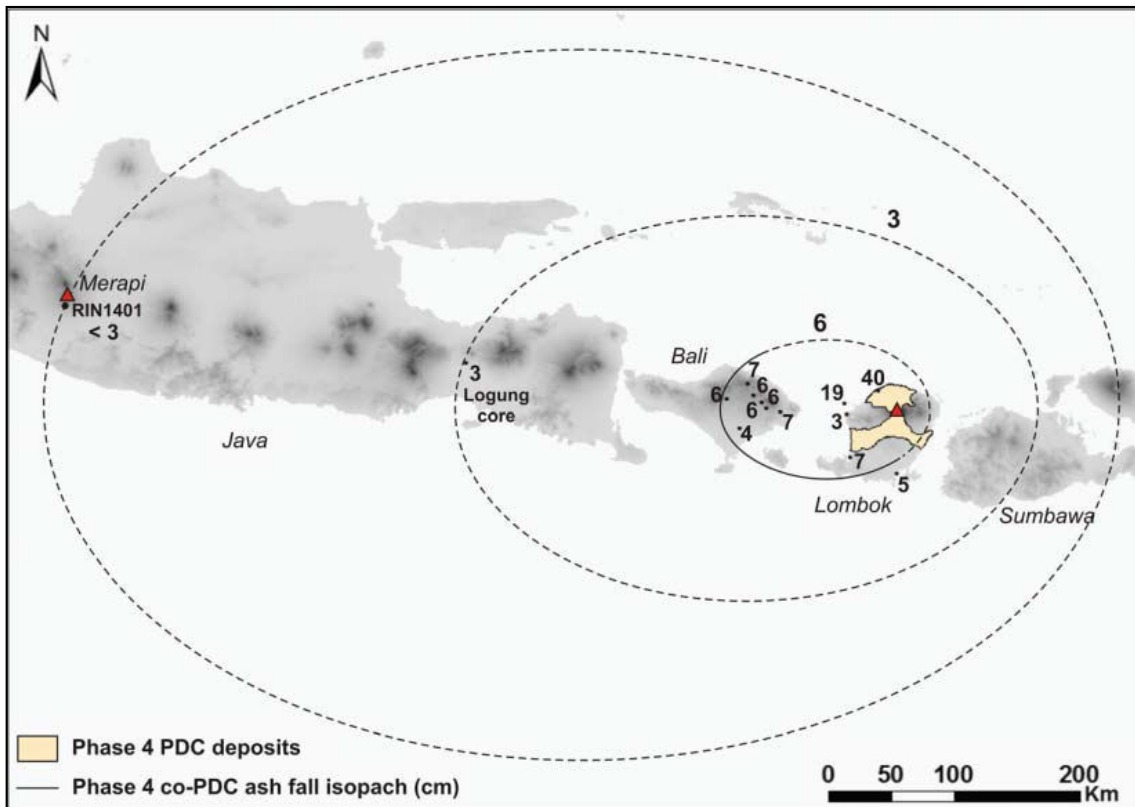 N
3
Merapi
RIN1401
< 3
6
Bali
7
6
6
6
6
7
4
19
40
3
3
Logung
core
Java
7
5
Lombok
Sumbawa
Phase 4 PDC deposits
Phase 4 co-PDC ash fall isopach (cm)
0 50 100 200
Km